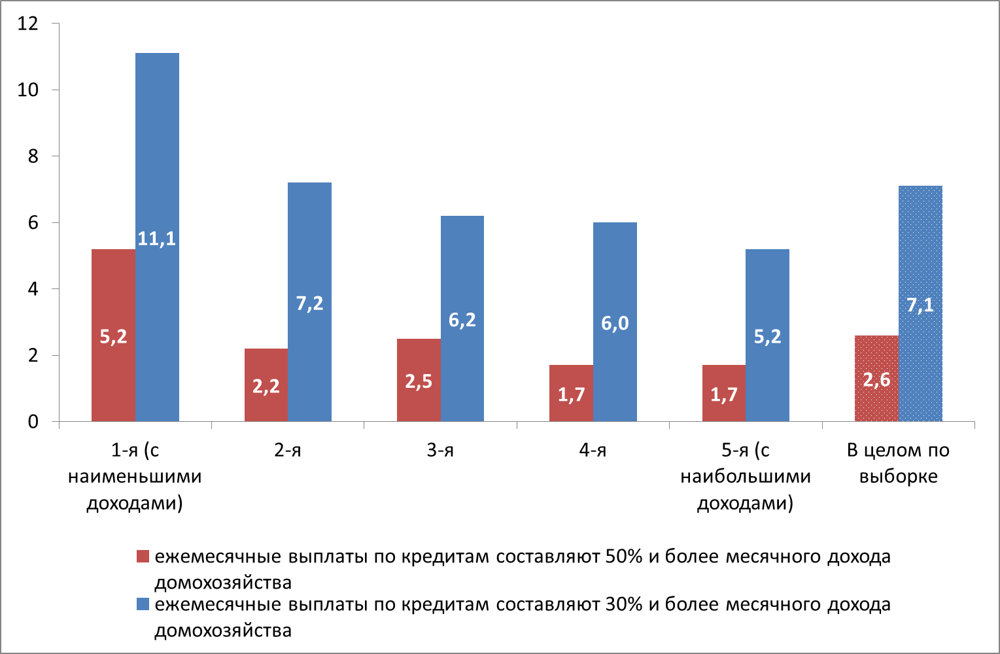 12
10
8
6
4
2
0
5,2
11,1
2,2
7,2
2,5
6,2
1,7
6,0
1,7
5,2
2,6
7,1
1-я (с
наименьшими
доходами)
2-я
3-я
4-я
5-я (с
наибольшими
доходами)
В целом по
выборке
ежемесячные выплаты по кредитам составляют 50% и более месячного дохода
домохозяйства
ежемесячные выплаты по кредитам составляют 30% и более месячного дохода
домохозяйства